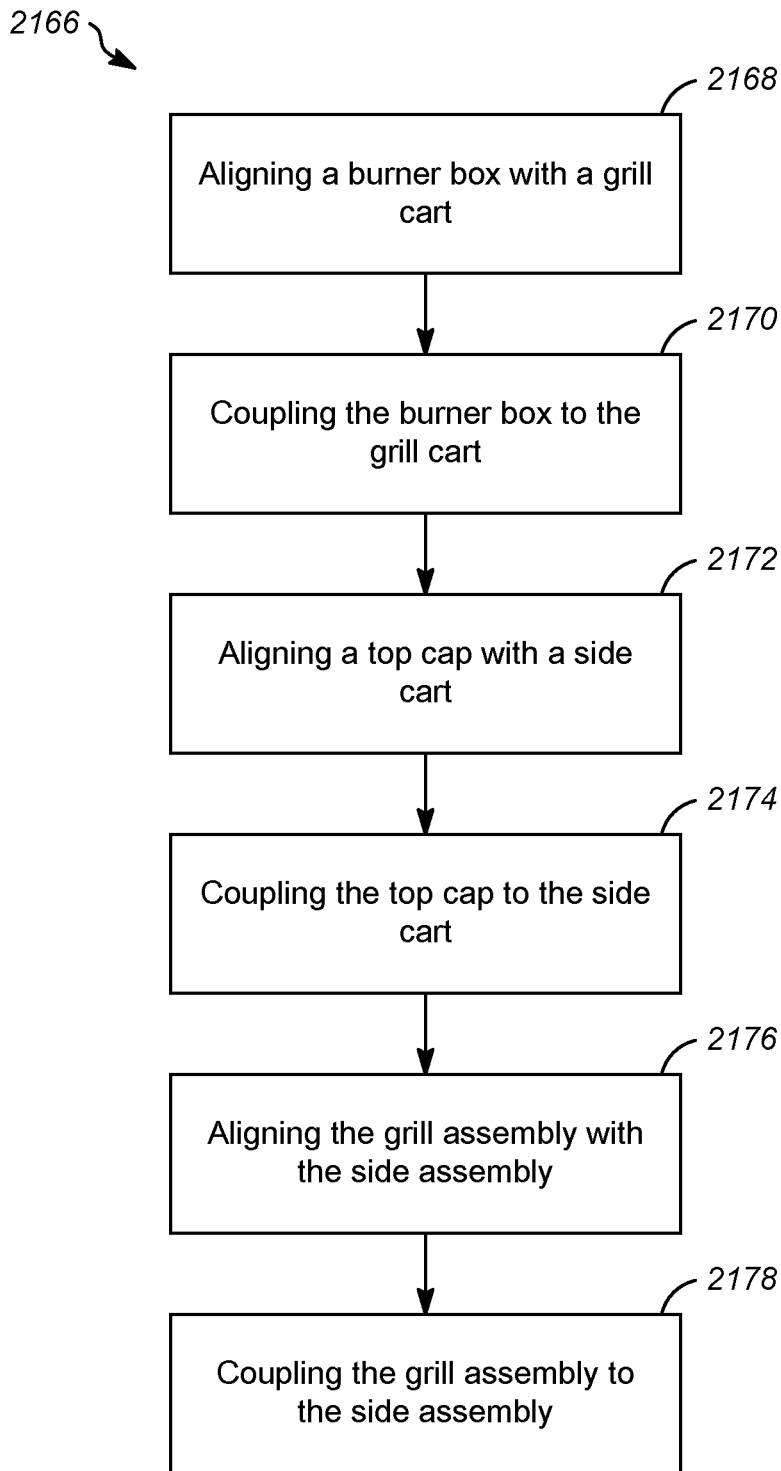 2166
2168
Aligning a burner box with a grill
cart
2170
Coupling the burner box to the
grill cart
2172
Aligning a top cap with a side
cart
2174
Coupling the top cap to the side
cart
2176
Aligning the grill assembly with
the side assembly
2178
Coupling the grill assembly to
the side assembly